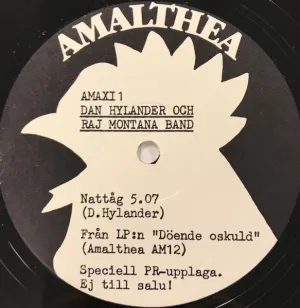 AMALTHEA
AMAXI 1
DAN HYLANDER OCH
RAJ MONTANA BAND
Nattåg 5.07
(D.Hylander)
Från LP:n "Döende oskuld"
(Amalthea AM12)
Speciell PR-upplaga.
Ej till salu!